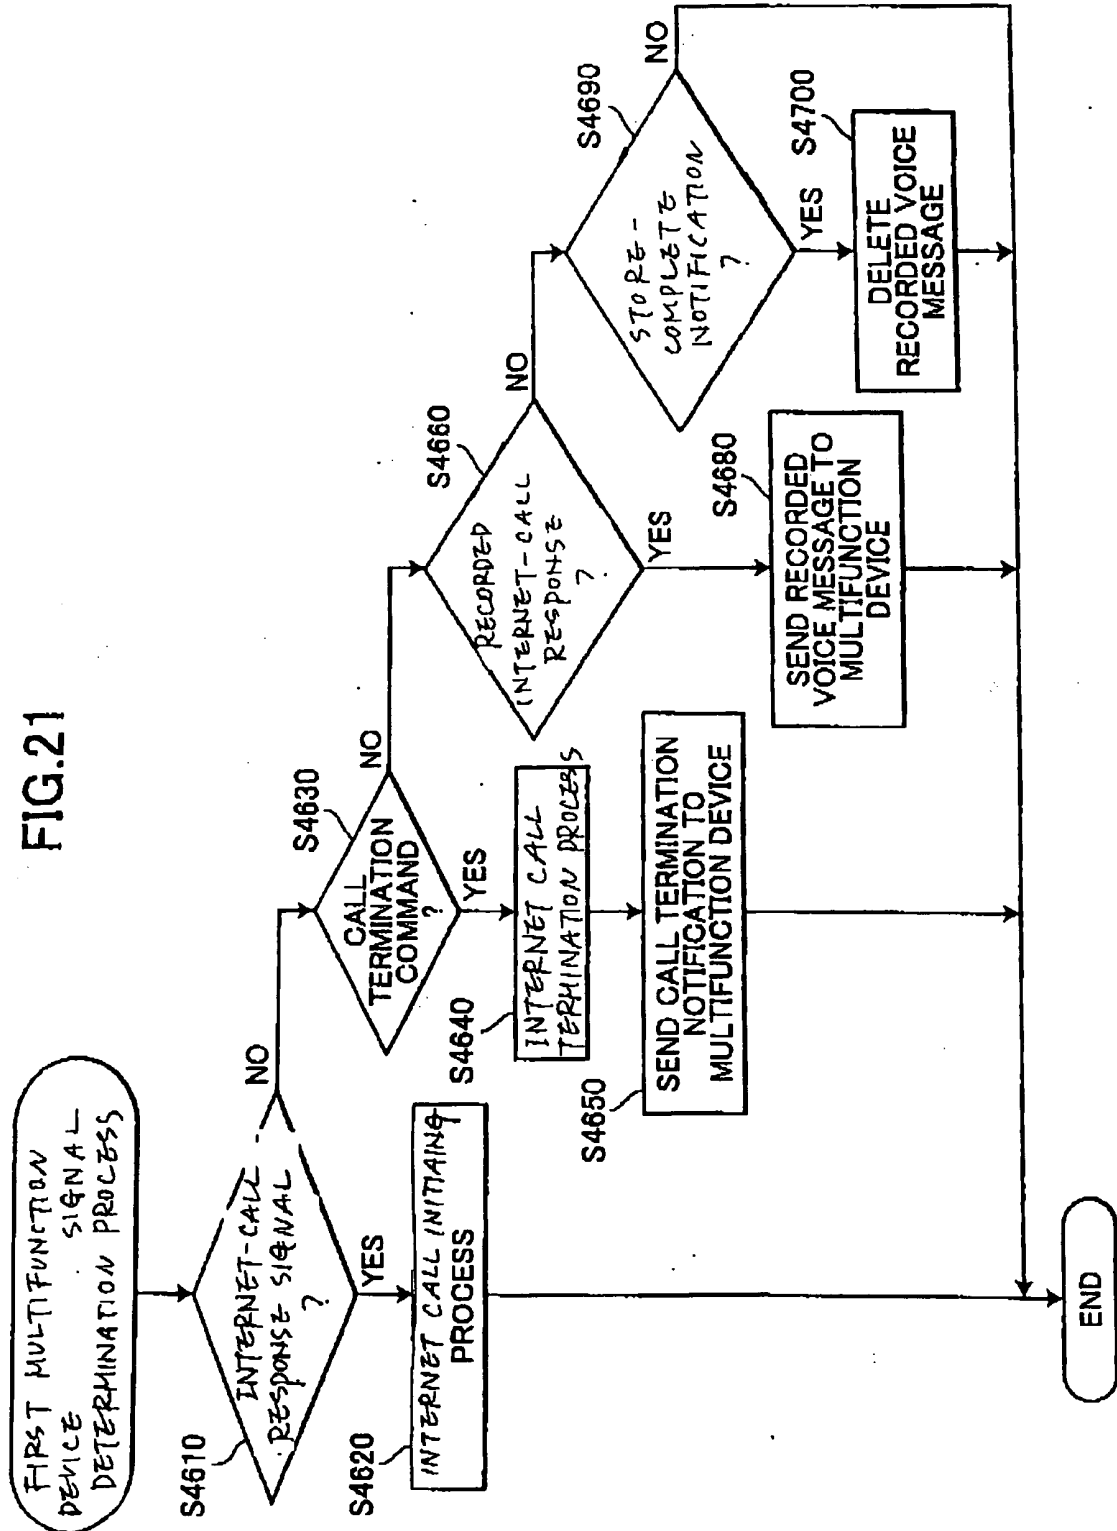 FIG.21
FIRST MULTIFUNCTION
DEVICE SIGNAL
DETERMINATION PROCESS
S4610
INTERNET-CALL
RESPONSE SIGNAL
?
NO
YES
S4620
INTERNET CALL INITIAING
PROCESS
S4630
CALL
TERMINATION
COMMAND
?
NO
YES
S4640
INTERNET CALL
TERMINATION PROCESS
S4650
SEND CALL TERMINATION
NOTIFICATION TO
MULTIFUNCTION DEVICE
S4660
RECORDED
INTERNET-CALL
RESPONSE
?
NO
YES
S4680
SEND RECORDED
VOICE MESSAGE TO
MULTIFUNCTION
DEVICE
S4690
STORE-
COMPLETE
NOTIFICATION
?
NO
YES
S4700
DELETE
RECORDED VOICE
MESSAGE
END